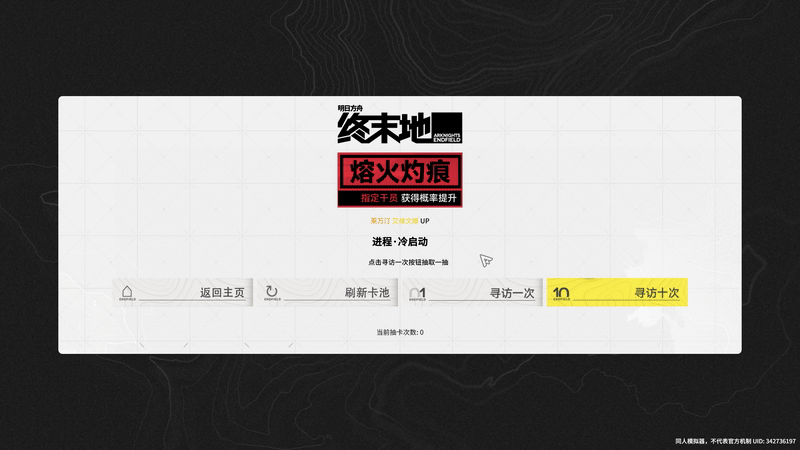 明日方舟
终末地
ARKNIGHTS
ENDFIELD
熔火灼痕
指定干员 获得概率提升
莱万汀 艾维文娜 UP
进程·冷启动
点击寻访一次按钮抽取一抽
返回主页
ENDFIELD
刷新卡池
ENDFIELD
01 寻访一次
ENDFIELD
10 寻访十次
ENDFIELD
当前抽卡次数: 0
同人模拟器，不代表官方机制 UID: 342736197